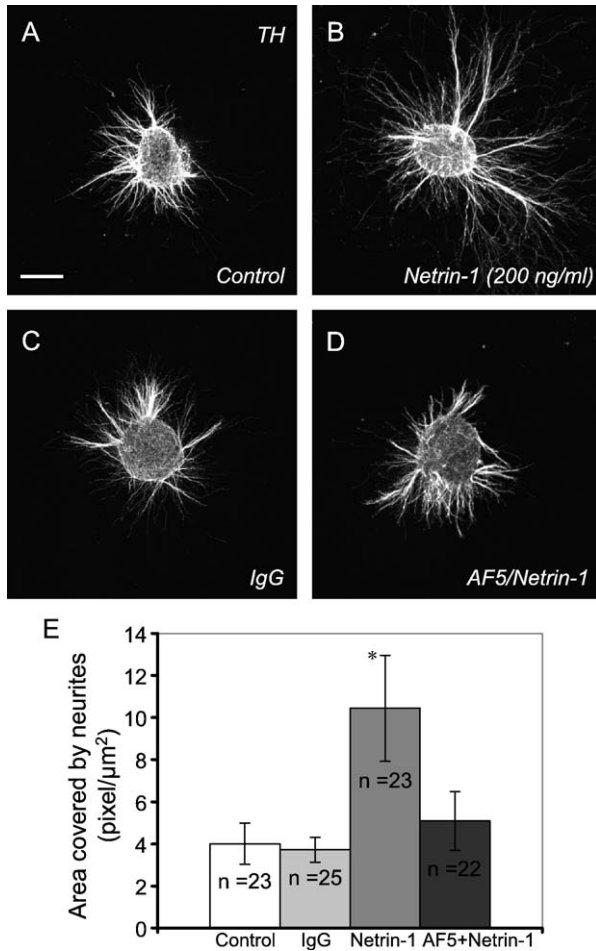 A TH
Control
B
Netrin-1 (200 ng/ml)
C
IgG
D
AF5/Netrin-1
E
Area covered by neurites
(pixel/µm²)
14
12
10
8
6
4
2
0
*
n =23
n =25
n =23
n =22
Control IgG Netrin-1 AF5+Netrin-1